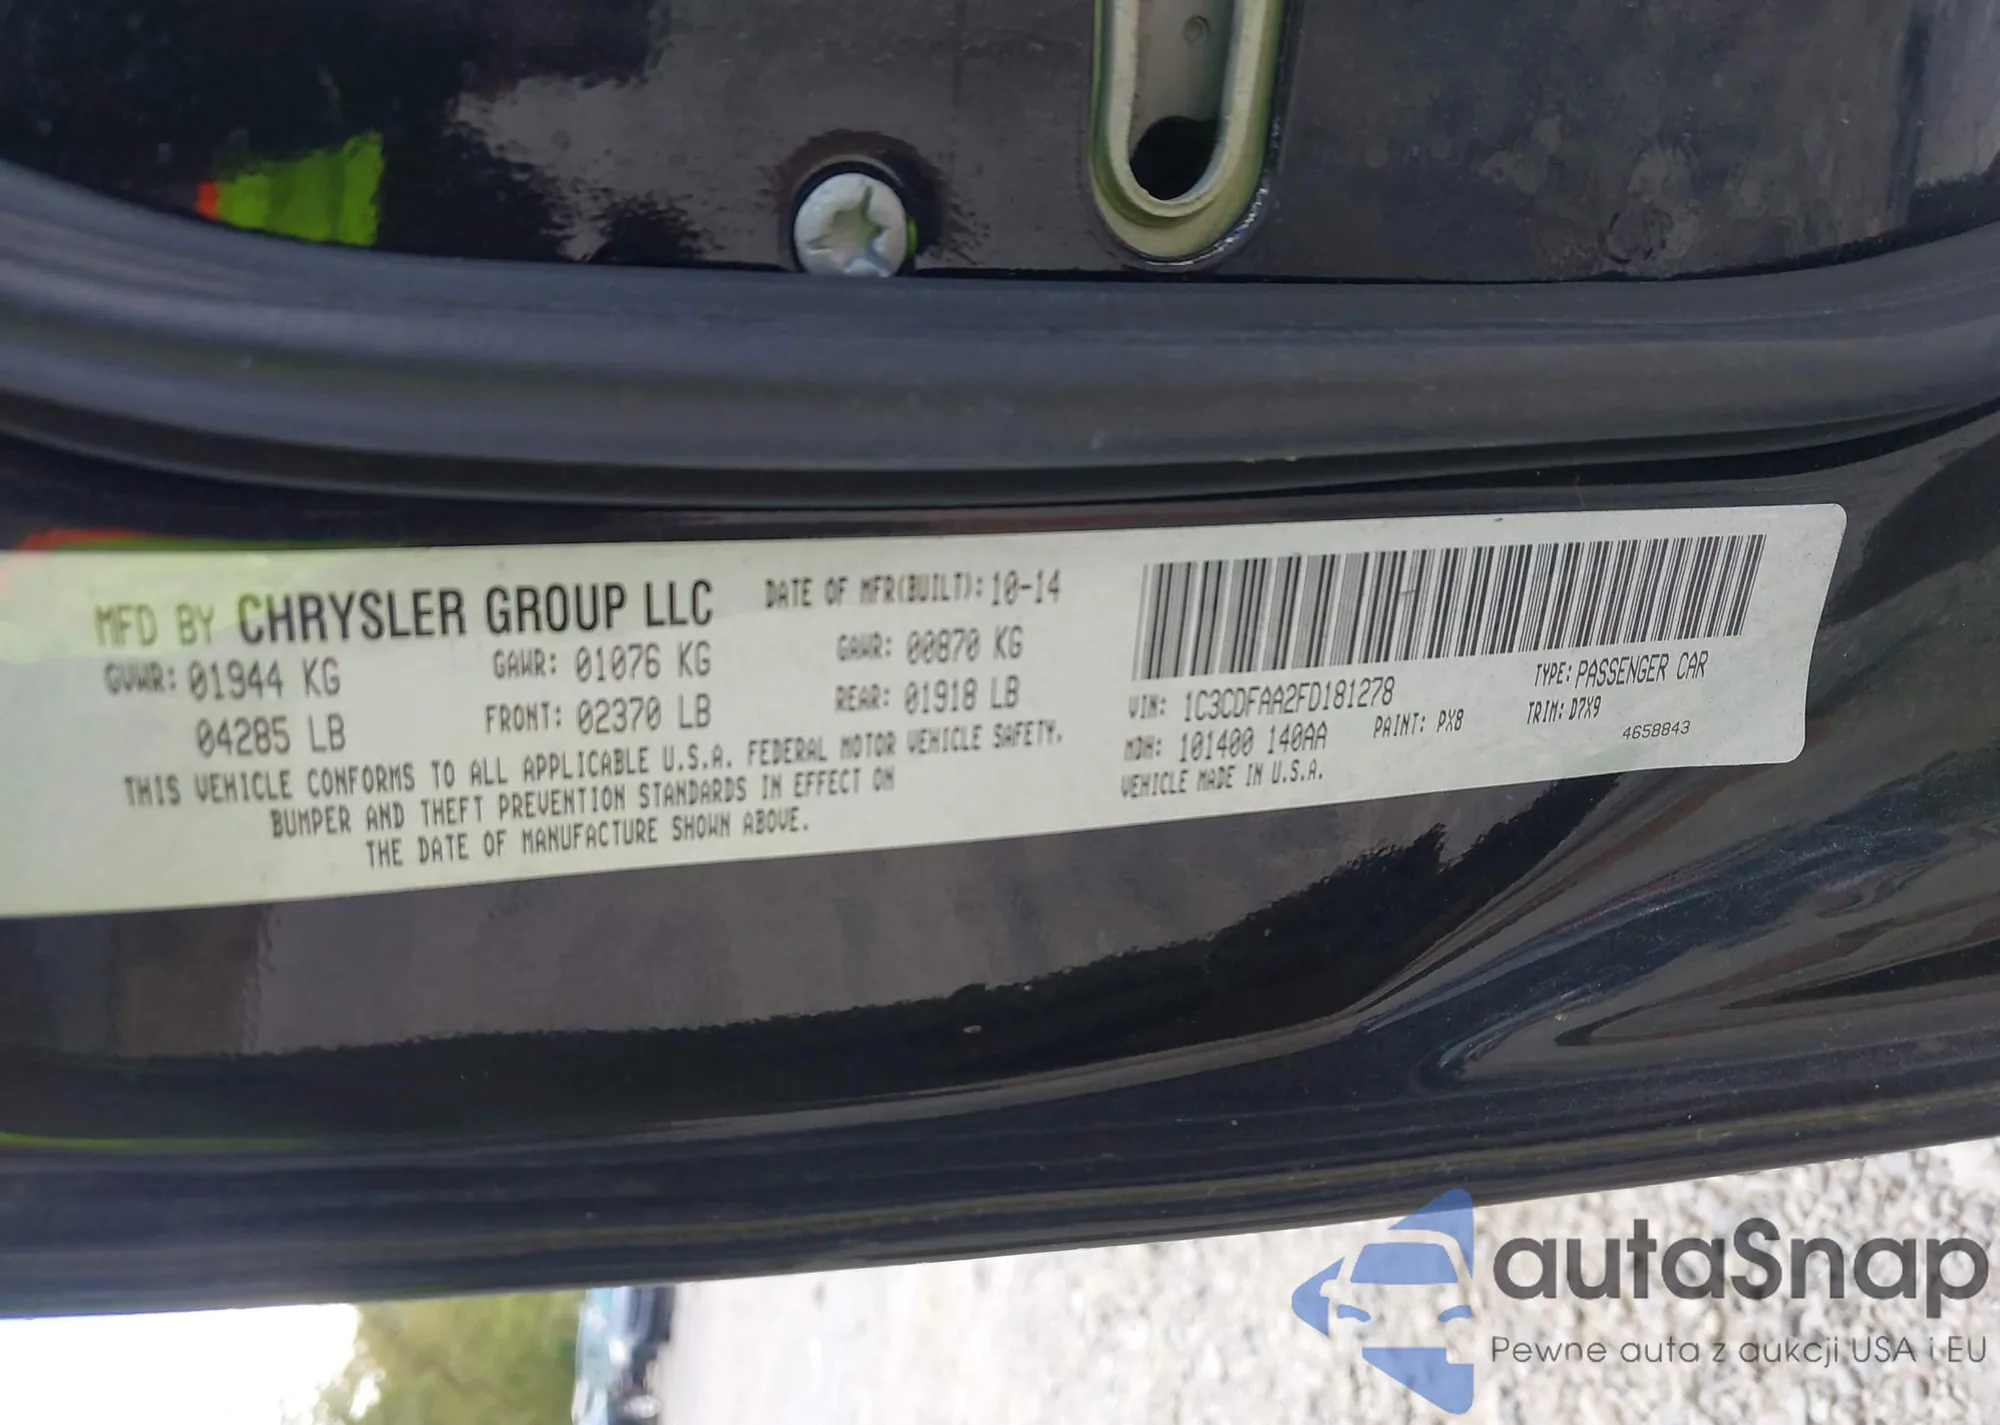 MFD BY CHRYSLER GROUP LLC DATE OF MFR(BUILT): 10-14
GVWR: 01944 KG GAWR: 01076 KG GAWR: 00870 KG
04285 LB FRONT: 02370 LB REAR: 01918 LB
THIS VEHICLE CONFORMS TO ALL APPLICABLE U.S.A. FEDERAL MOTOR VEHICLE SAFETY,
BUMPER AND THEFT PREVENTION STANDARDS IN EFFECT ON
THE DATE OF MANUFACTURE SHOWN ABOVE.
VIN: 1C3CDFAA2FD181278 TYPE: PASSENGER CAR
MDH: 101400 140AA PAINT: PX8 TRIM: D7X9
VEHICLE MADE IN U.S.A. 4658843
autaSnap
Pewne auta z aukcji USA i EU